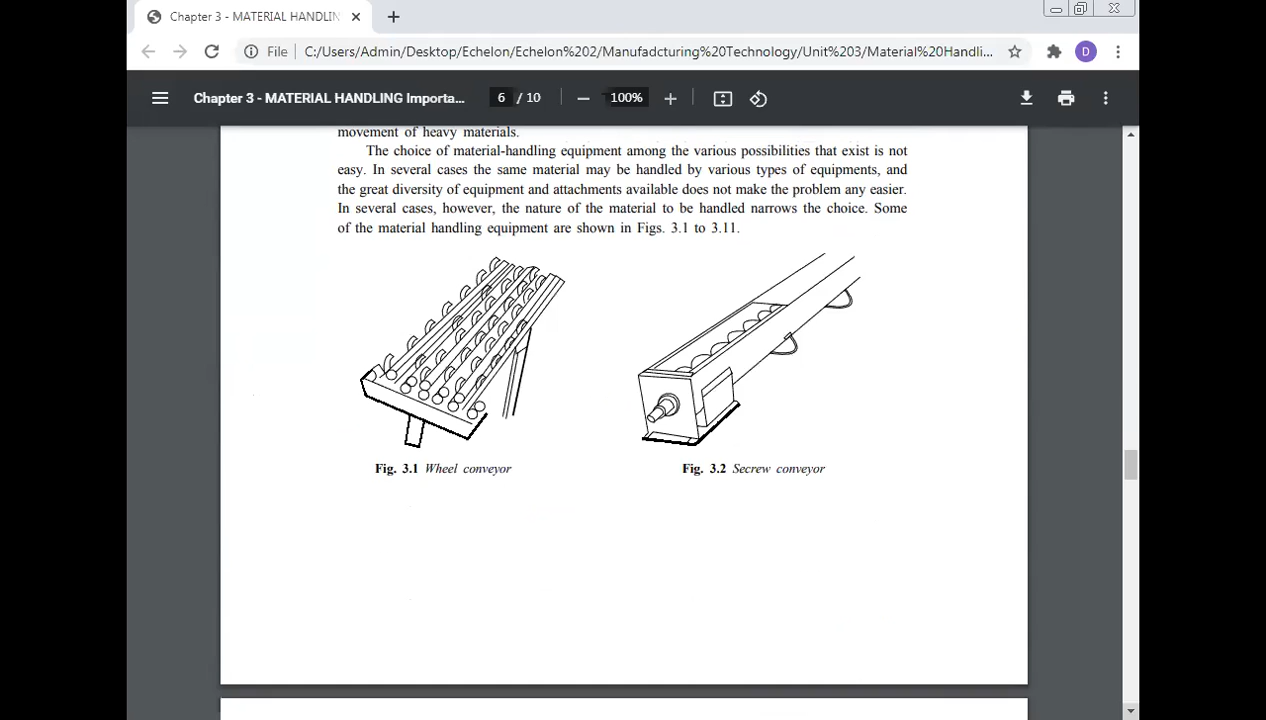 Chapter 3 - MATERIAL HANDLIN
File C:/Users/Admin/Desktop/Echelon/Echelon%202/Manufadcturing%20Technology/Unit%203/Material%20Handli...
D
Chapter 3 - MATERIAL HANDLING Importa...
6 / 10
100%
movement of heavy materials.
The choice of material-handling equipment among the various possibilities that exist is not
easy. In several cases the same material may be handled by various types of equipments, and
the great diversity of equipment and attachments available does not make the problem any easier.
In several cases, however, the nature of the material to be handled narrows the choice. Some
of the material handling equipment are shown in Figs. 3.1 to 3.11.
Fig. 3.1 Wheel conveyor
Fig. 3.2 Secrew conveyor